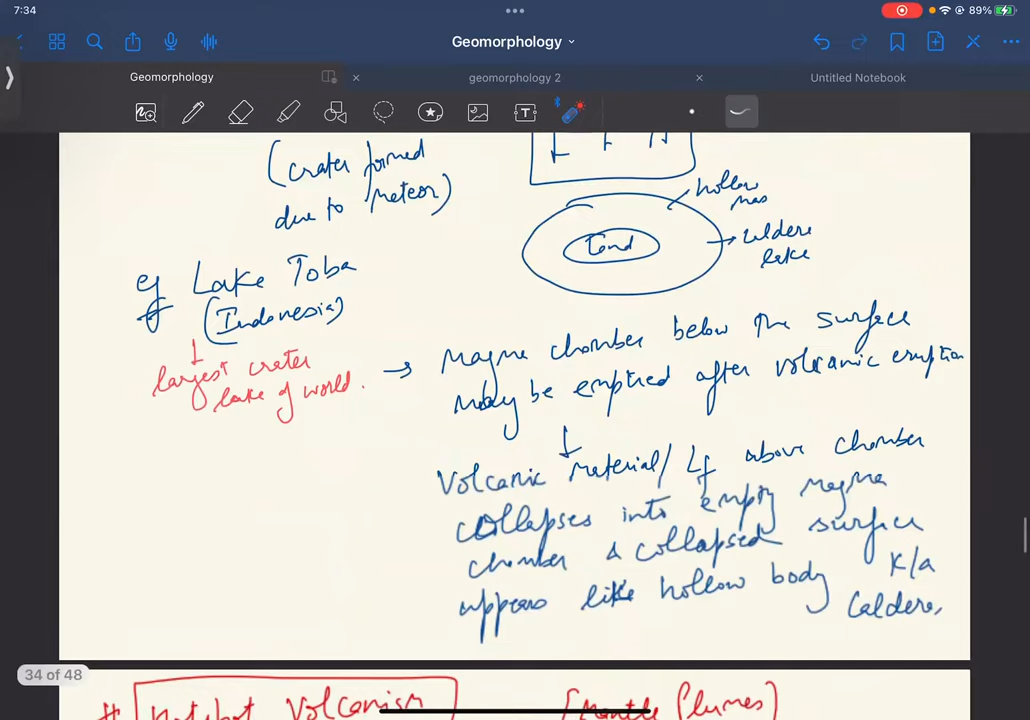 7:34
89%
Geomorphology
Geomorphology
geomorphology 2
Untitled Notebook
(crater formed
due to meteor)
hollow
mas
Land
caldera
lake
eg Lake Toba
(Indonesia)
largest crater
lake of world.
→ Magma chamber below the surface
may be emptied after volcanic eruption
Volcanic material/ Lf above chamber
collapses into empty magma
chamber & collapsed surface
appears like hollow body k/a
Caldera,
34 of 48
# Hotspot Volcanism
[Mantle Plumes]